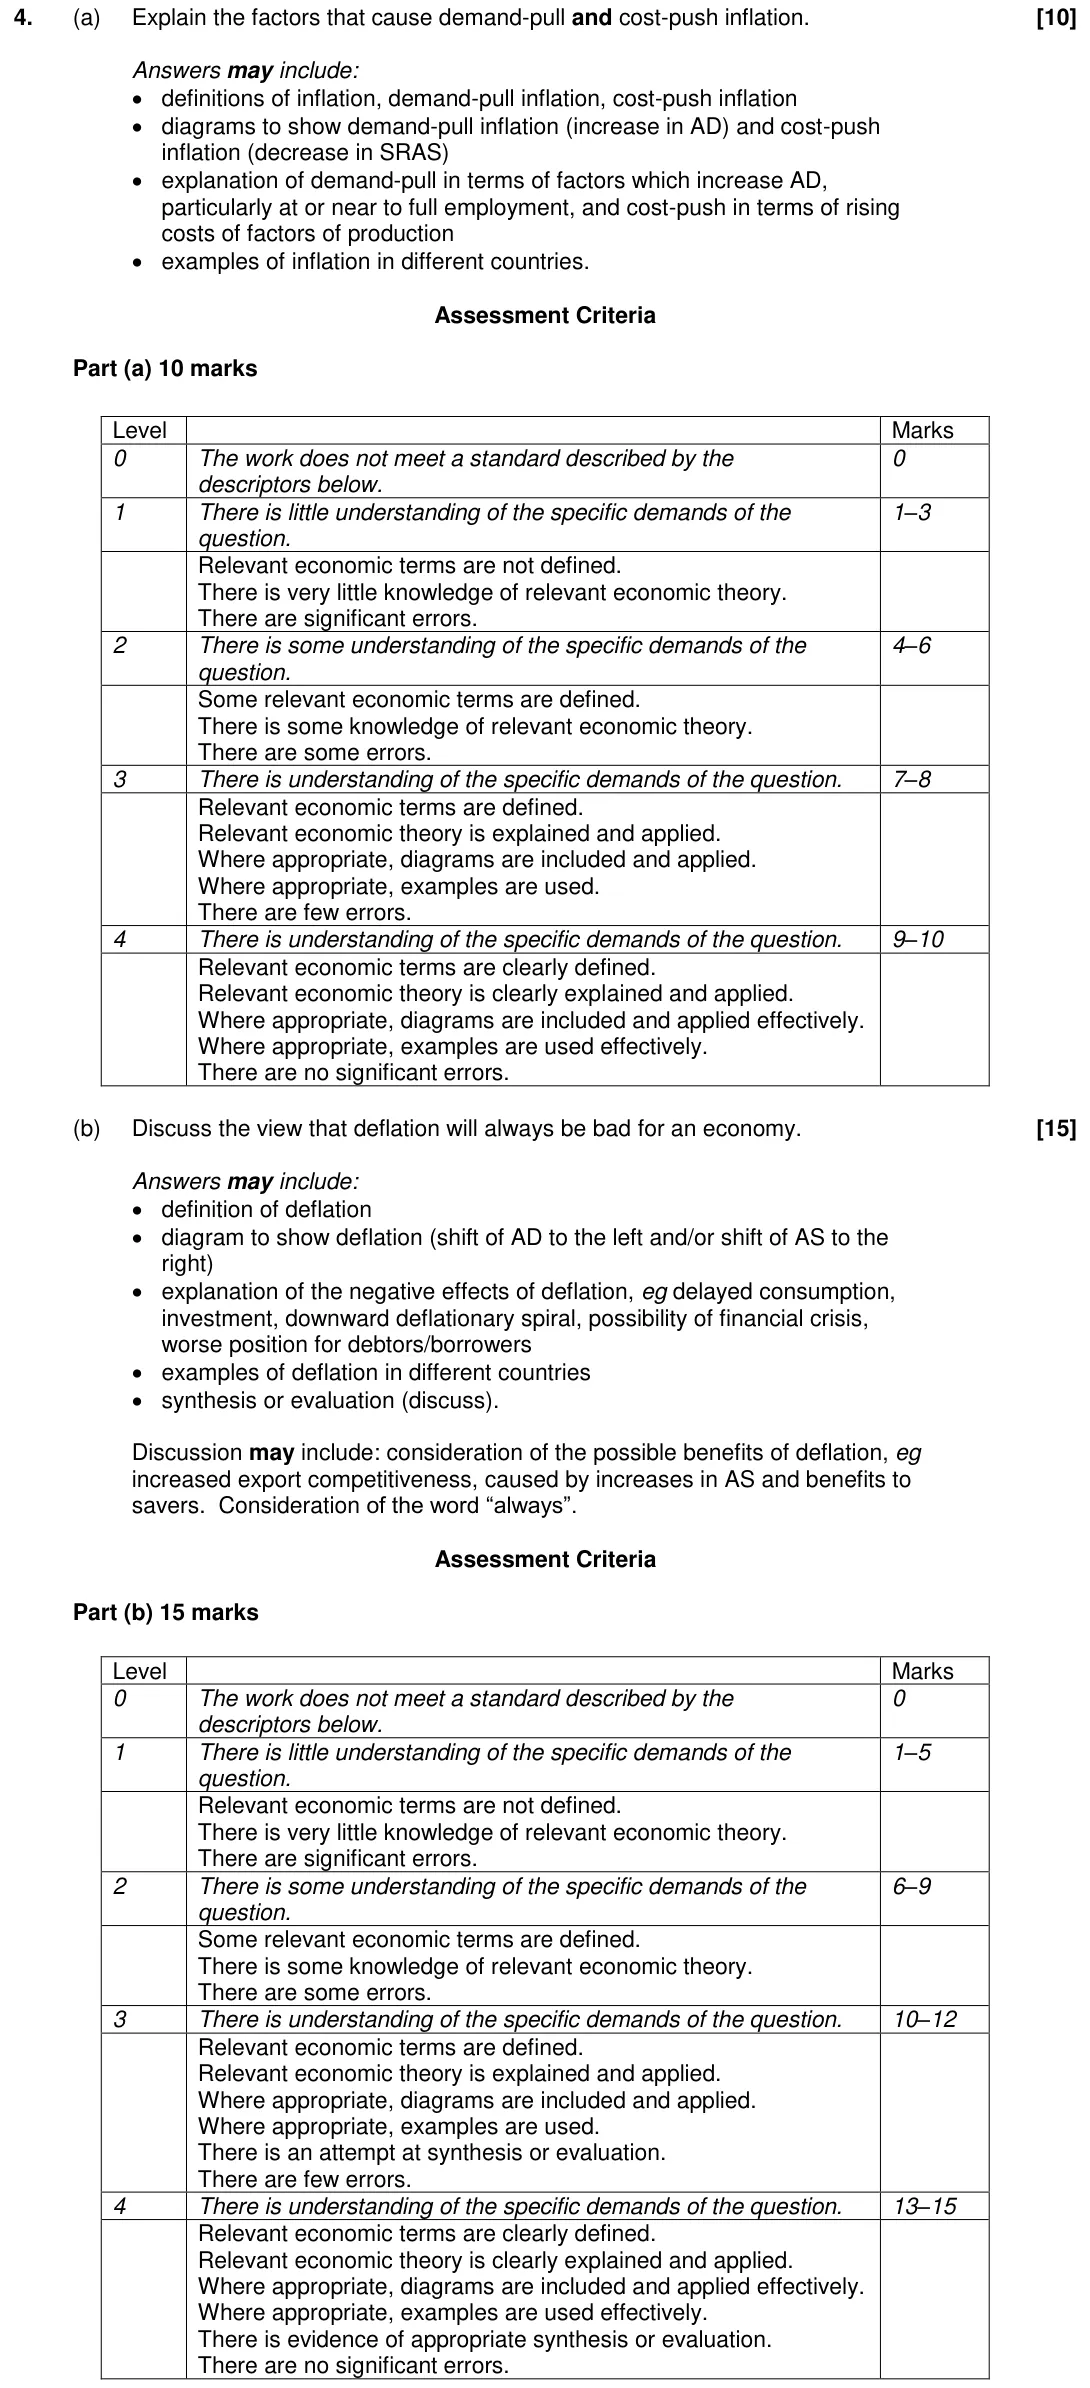 4. (a) Explain the factors that cause demand-pull and cost-push inflation. [10]
Answers may include:
• definitions of inflation, demand-pull inflation, cost-push inflation
• diagrams to show demand-pull inflation (increase in AD) and cost-push
inflation (decrease in SRAS)
• explanation of demand-pull in terms of factors which increase AD,
particularly at or near to full employment, and cost-push in terms of rising
costs of factors of production
• examples of inflation in different countries.
Assessment Criteria
Part (a) 10 marks
Level Marks
0 The work does not meet a standard described by the 0
descriptors below.
1 There is little understanding of the specific demands of the 1–3
question.
Relevant economic terms are not defined.
There is very little knowledge of relevant economic theory.
There are significant errors.
2 There is some understanding of the specific demands of the 4–6
question.
Some relevant economic terms are defined.
There is some knowledge of relevant economic theory.
There are some errors.
3 There is understanding of the specific demands of the question. 7–8
Relevant economic terms are defined.
Relevant economic theory is explained and applied.
Where appropriate, diagrams are included and applied.
Where appropriate, examples are used.
There are few errors.
4 There is understanding of the specific demands of the question. 9–10
Relevant economic terms are clearly defined.
Relevant economic theory is clearly explained and applied.
Where appropriate, diagrams are included and applied effectively.
Where appropriate, examples are used effectively.
There are no significant errors.
(b) Discuss the view that deflation will always be bad for an economy. [15]
Answers may include:
• definition of deflation
• diagram to show deflation (shift of AD to the left and/or shift of AS to the
right)
• explanation of the negative effects of deflation, eg delayed consumption,
investment, downward deflationary spiral, possibility of financial crisis,
worse position for debtors/borrowers
• examples of deflation in different countries
• synthesis or evaluation (discuss).
Discussion may include: consideration of the possible benefits of deflation, eg
increased export competitiveness, caused by increases in AS and benefits to
savers. Consideration of the word “always”.
Assessment Criteria
Part (b) 15 marks
Level Marks
0 The work does not meet a standard described by the 0
descriptors below.
1 There is little understanding of the specific demands of the 1–5
question.
Relevant economic terms are not defined.
There is very little knowledge of relevant economic theory.
There are significant errors.
2 There is some understanding of the specific demands of the 6–9
question.
Some relevant economic terms are defined.
There is some knowledge of relevant economic theory.
There are some errors.
3 There is understanding of the specific demands of the question. 10–12
Relevant economic terms are defined.
Relevant economic theory is explained and applied.
Where appropriate, diagrams are included and applied.
Where appropriate, examples are used.
There is an attempt at synthesis or evaluation.
There are few errors.
4 There is understanding of the specific demands of the question. 13–15
Relevant economic terms are clearly defined.
Relevant economic theory is clearly explained and applied.
Where appropriate, diagrams are included and applied effectively.
Where appropriate, examples are used effectively.
There is evidence of appropriate synthesis or evaluation.
There are no significant errors.